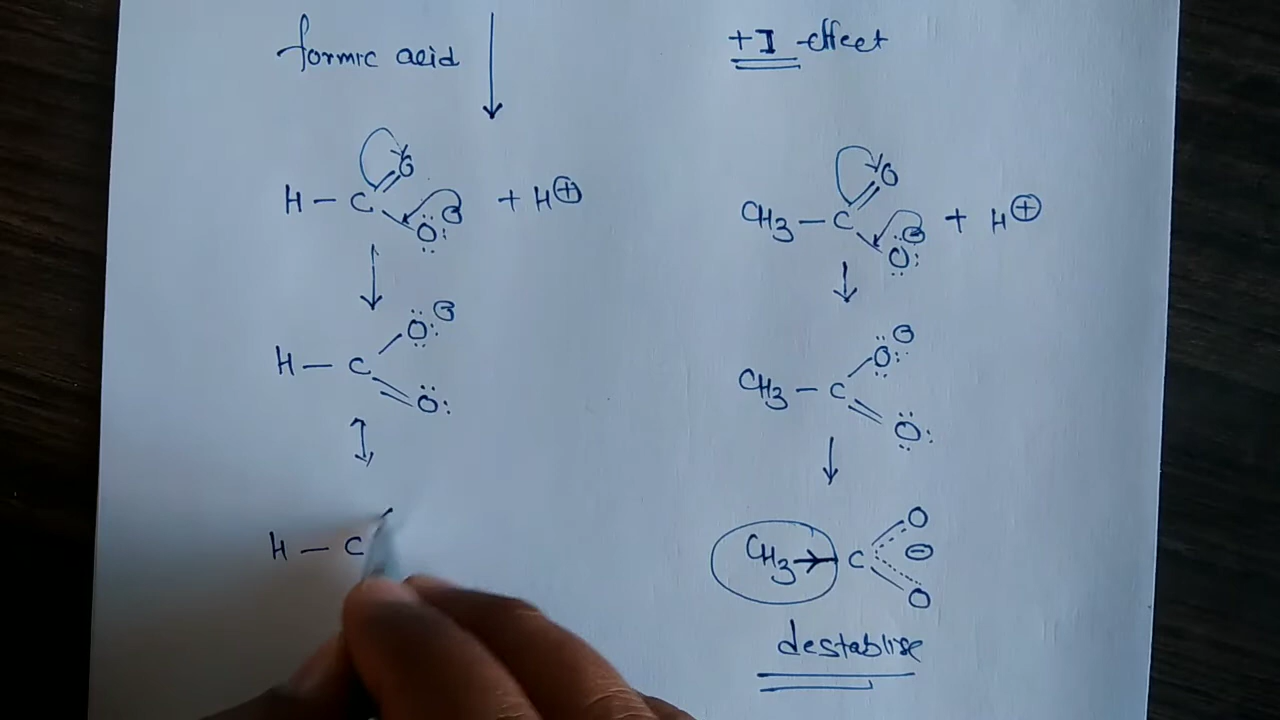 formic acid
H – C = O
O: ⊖ + H ⊕
H – C
O: ⊖
O:
H – C
+I - effect
CH3 – C = O
O: ⊖ + H ⊕
CH3 – C
O: ⊖
O:
CH3 → C
O
⊖
O
destablise